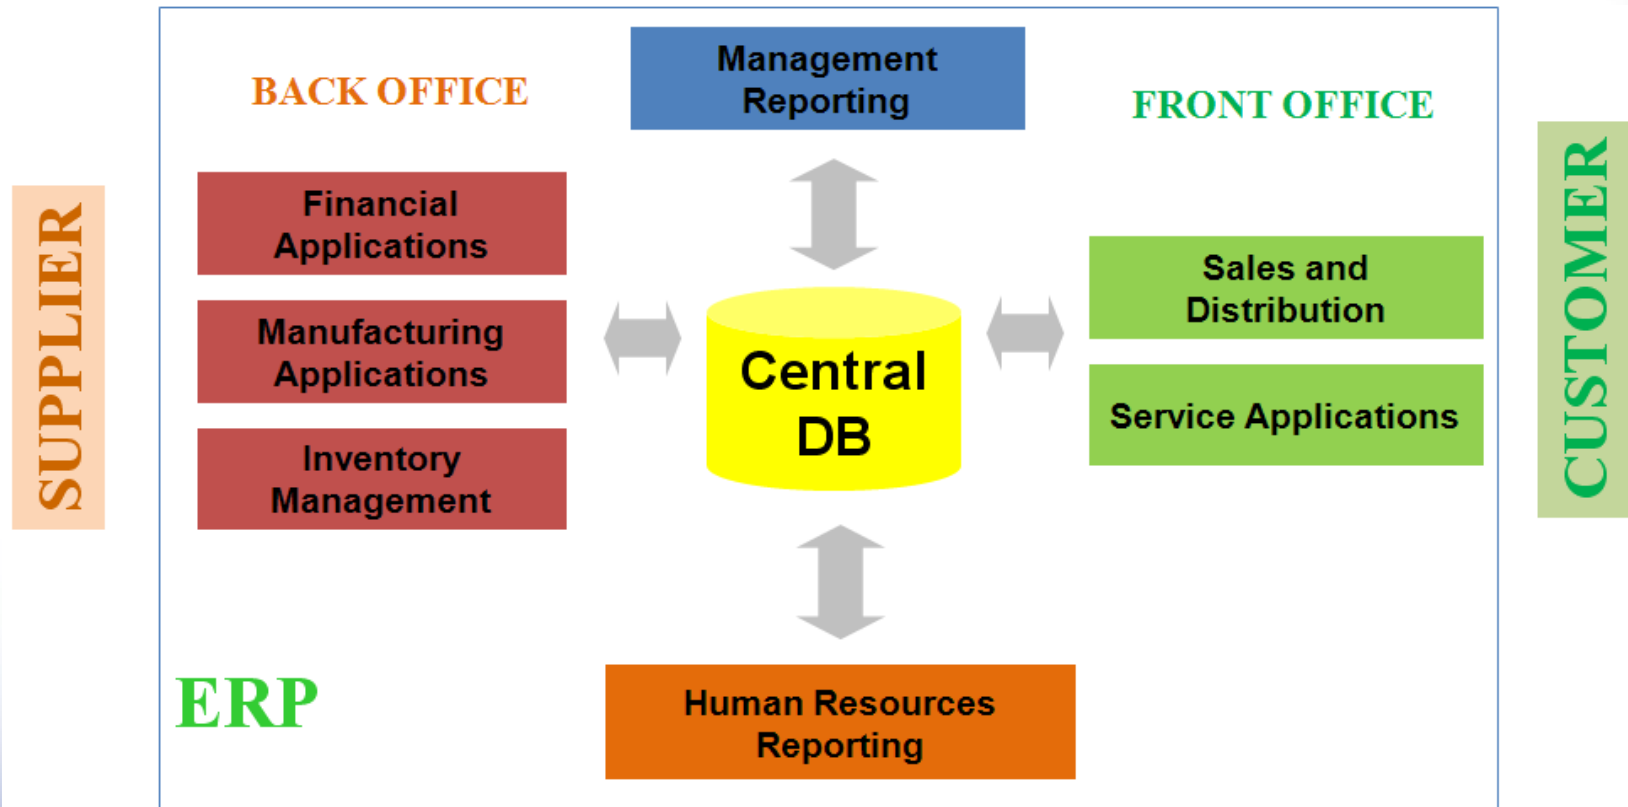 SUPPLIER
BACK OFFICE
Financial
Applications
Manufacturing
Applications
Inventory
Management
ERP
Management
Reporting
Central
DB
Human Resources
Reporting
FRONT OFFICE
Sales and
Distribution
Service Applications
CUSTOMER